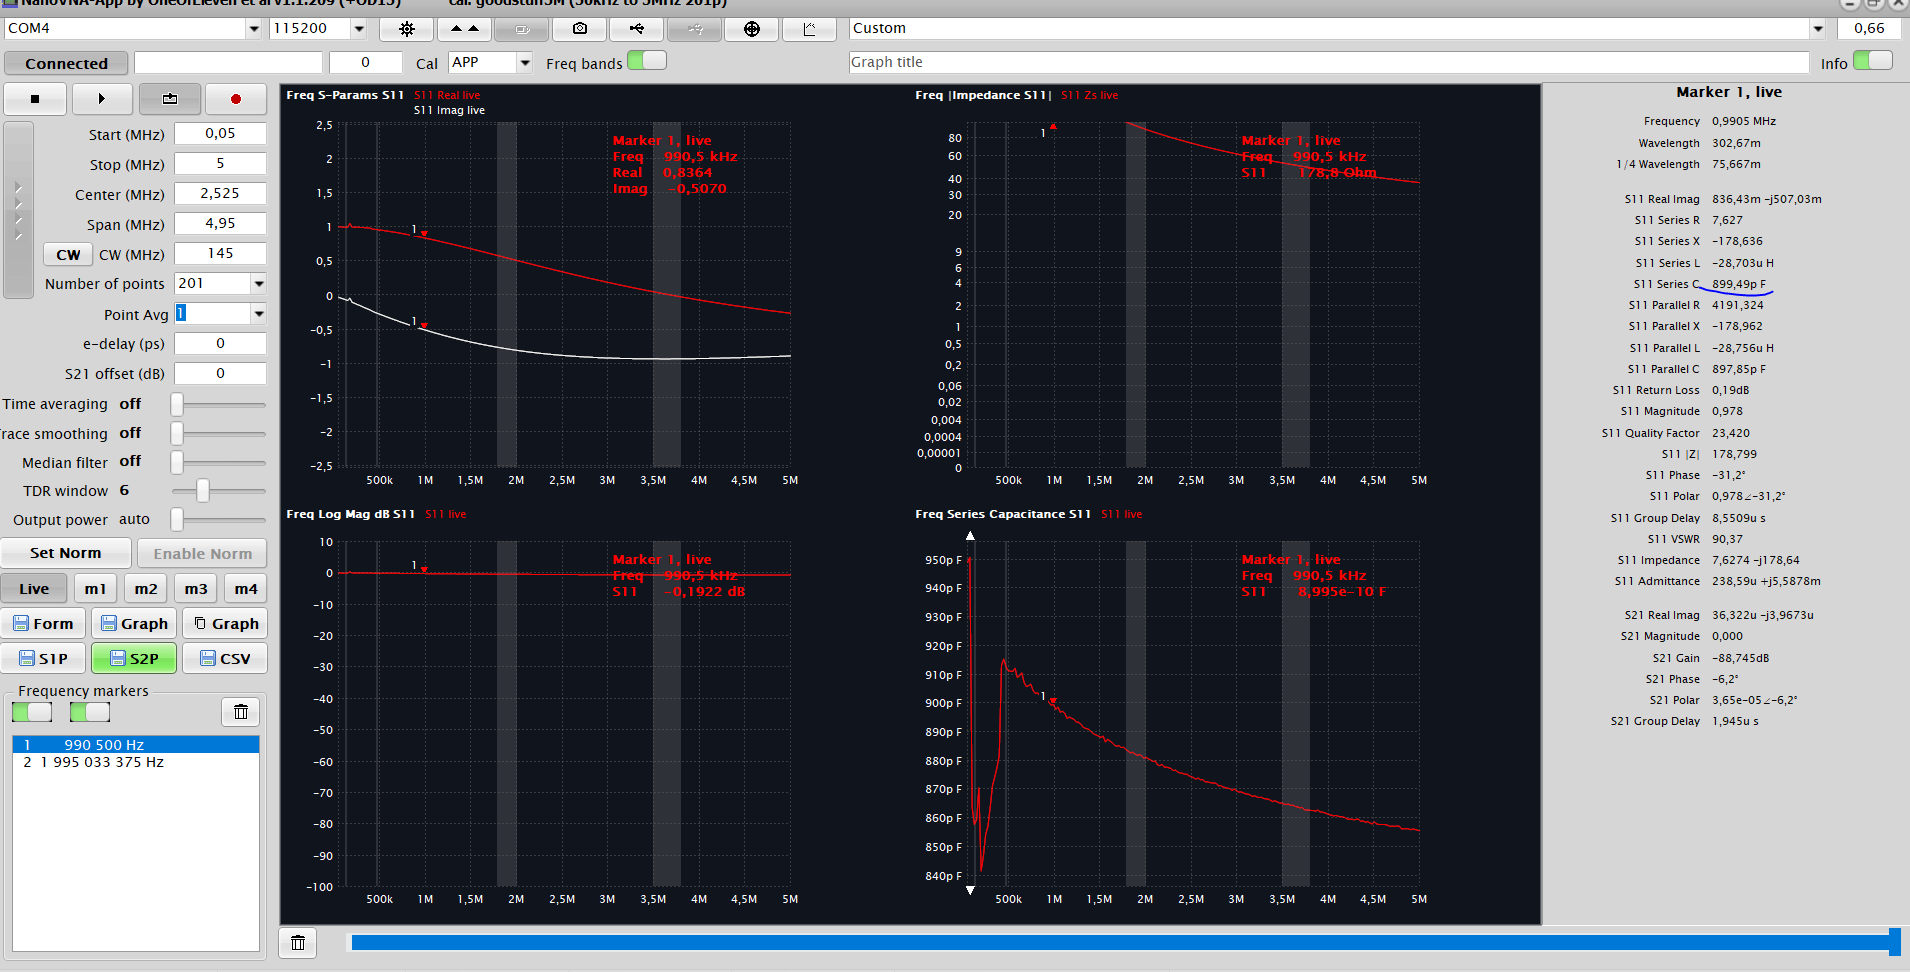 NanoVNA-App by OneOfEleven et al v1.1.209 (+OD15) cal: goodstuff5M (50kHz to 5MHz 201p)
COM4 115200 Custom 0,66
Connected 0 Cal APP Freq bands Graph title Info
Start (MHz) 0,05
Stop (MHz) 5
Center (MHz) 2,525
Span (MHz) 4,95
CW CW (MHz) 145
Number of points 201
Point Avg 1
e-delay (ps) 0
S21 offset (dB) 0
Time averaging off
race smoothing off
Median filter off
TDR window 6
Output power auto
Set Norm Enable Norm
Live m1 m2 m3 m4
Form Graph Graph
S1P S2P CSV
Frequency markers
1 990 500 Hz
2 1 995 033 375 Hz
Freq S-Params S11 S11 Real live
S11 Imag live
2,5
2
1,5
1
0,5
0
-0,5
-1
-1,5
-2
-2,5
500k 1M 1,5M 2M 2,5M 3M 3,5M 4M 4,5M 5M
Marker 1, live
Freq 990,5 kHz
Real 0,8364
Imag -0,5070
1
1
Freq |Impedance S11| S11 Zs live
80
60
40
30
20
9
6
4
2
1
0,5
0,2
0,06
0,02
0,004
0,0004
0,00001
0
500k 1M 1,5M 2M 2,5M 3M 3,5M 4M 4,5M 5M
1
Marker 1, live
Freq 990,5 kHz
S11 178,8 Ohm
Freq Log Mag dB S11 S11 live
10
0
-10
-20
-30
-40
-50
-60
-70
-80
-90
-100
500k 1M 1,5M 2M 2,5M 3M 3,5M 4M 4,5M 5M
1
Marker 1, live
Freq 990,5 kHz
S11 -0,1922 dB
Freq Series Capacitance S11 S11 live
950p F
940p F
930p F
920p F
910p F
900p F
890p F
880p F
870p F
860p F
850p F
840p F
500k 1M 1,5M 2M 2,5M 3M 3,5M 4M 4,5M 5M
1
Marker 1, live
Freq 990,5 kHz
S11 8,995e-10 F
Marker 1, live
Frequency 0,9905 MHz
Wavelength 302,67m
1/4 Wavelength 75,667m
S11 Real Imag 836,43m -j507,03m
S11 Series R 7,627
S11 Series X -178,636
S11 Series L -28,703u H
S11 Series C 899,49p F
S11 Parallel R 4191,324
S11 Parallel X -178,962
S11 Parallel L -28,756u H
S11 Parallel C 897,85p F
S11 Return Loss 0,19dB
S11 Magnitude 0,978
S11 Quality Factor 23,420
S11 |Z| 178,799
S11 Phase -31,2°
S11 Polar 0,978∠-31,2°
S11 Group Delay 8,5509u s
S11 VSWR 90,37
S11 Impedance 7,6274 -j178,64
S11 Admittance 238,59u +j5,5878m
S21 Real Imag 36,322u -j3,9673u
S21 Magnitude 0,000
S21 Gain -88,745dB
S21 Phase -6,2°
S21 Polar 3,65e-05∠-6,2°
S21 Group Delay 1,945u s